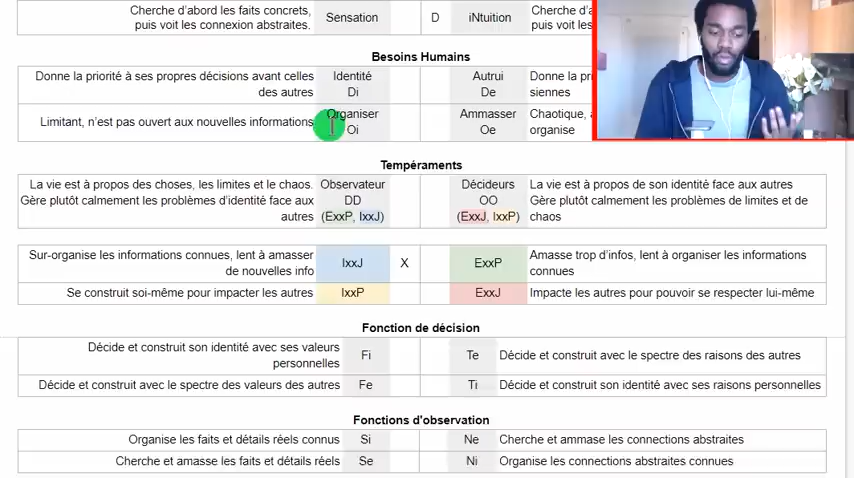 Cherche d'abord les faits concrets,
puis voit les connexion abstraites.
Sensation
D
iNtuition
Cherche
puis voit les
Besoins Humains
Donne la priorité à ses propres décisions avant celles
des autres
Identité
Di
Autrui
De
Donne la
siennes
Limitant, n'est pas ouvert aux nouvelles informations
Organiser
Oi
Ammasser
Oe
Chaotique,
organise
Tempéraments
La vie est à propos des choses, les limites et le chaos.
Gère plutôt calmement les problèmes d'identité face aux
autres
Observateur
DD
(ExxP, IxxJ)
Décideurs
OO
(ExxJ, IxxP)
La vie est à propos de son identité face aux autres
Gère plutôt calmement les problèmes de limites et de
chaos
Sur-organise les informations connues, lent à amasser
de nouvelles info
IxxJ
X
ExxP
Amasse trop d'infos, lent à organiser les informations
connues
Se construit soi-même pour impacter les autres
IxxP
ExxJ
Impacte les autres pour pouvoir se respecter lui-même
Fonction de décision
Décide et construit son identité avec ses valeurs
personnelles
Fi
Te
Décide et construit avec le spectre des raisons des autres
Décide et construit avec le spectre des valeurs des autres
Fe
Ti
Décide et construit son identité avec ses raisons personnelles
Fonctions d'observation
Organise les faits et détails réels connus
Si
Ne
Cherche et ammase les connections abstraites
Cherche et amasse les faits et détails réels
Se
Ni
Organise les connections abstraites connues